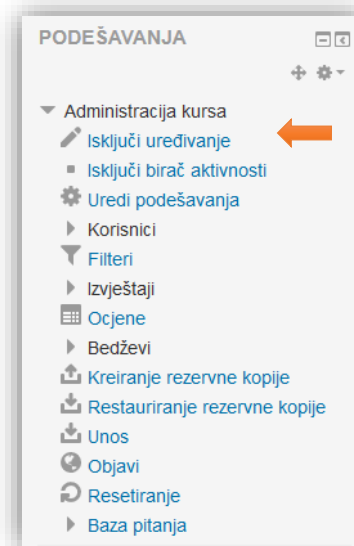 PODEŠAVANJA
Administracija kursa
Isključi uređivanje
Isključi birač aktivnosti
Uredi podešavanja
Korisnici
Filteri
Izvještaji
Ocjene
Bedževi
Kreiranje rezervne kopije
Restauriranje rezervne kopije
Unos
Objavi
Resetiranje
Baza pitanja